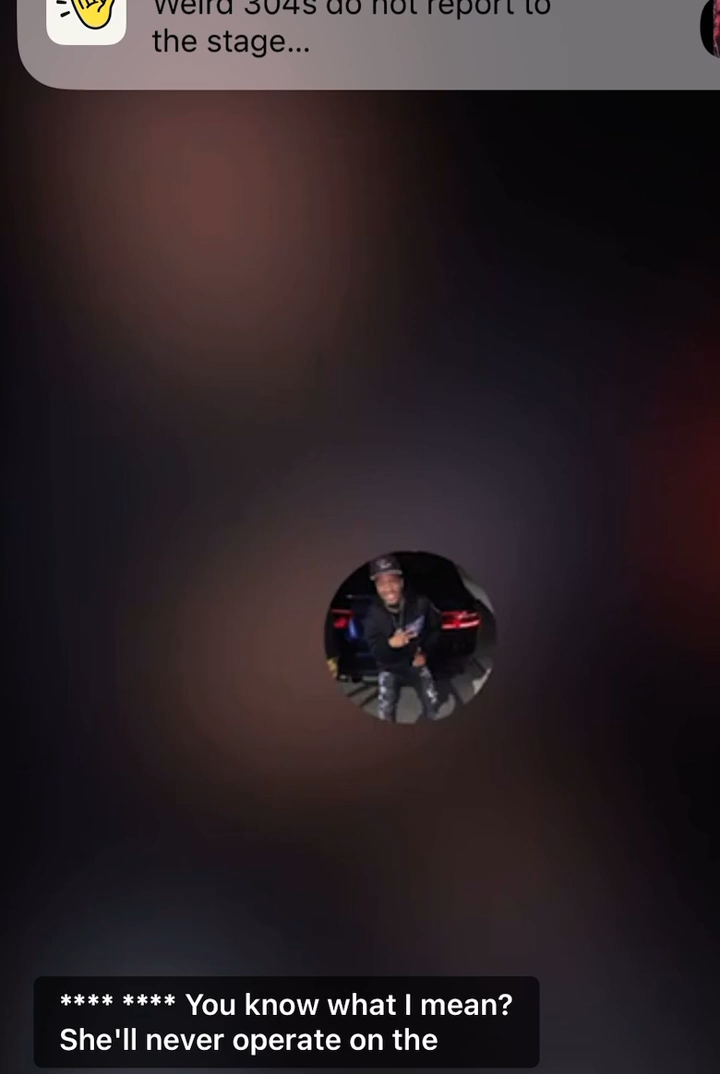 Weird 304s do not report to
the stage...
**** **** You know what I mean?
She'll never operate on the